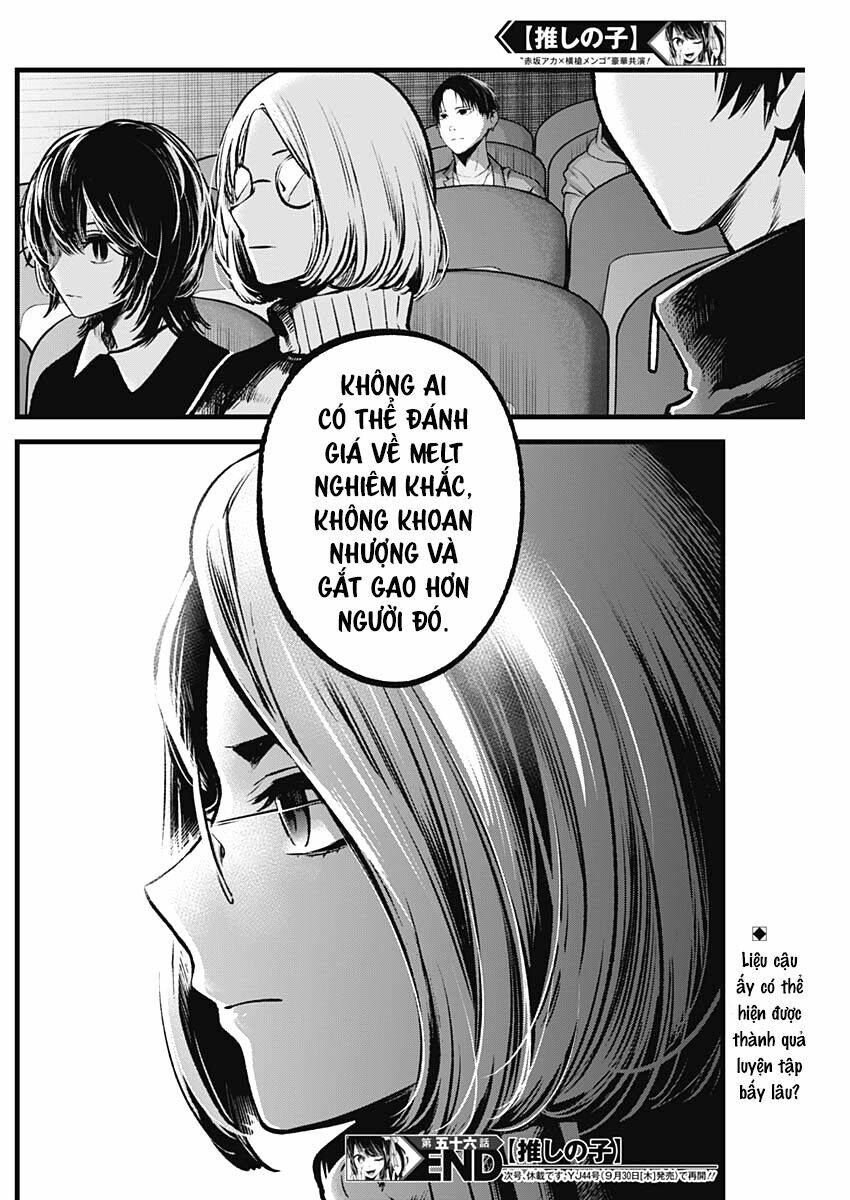 【推しの子】
"赤坂アカ×横槍メンゴ"豪華共演!
KHÔNG AI
CÓ THỂ ĐÁNH
GIÁ VỀ MELT
NGHIÊM KHẮC,
KHÔNG KHOAN
NHƯỢNG VÀ
GẮT GAO HƠN
NGƯỜI ĐÓ.
Liệu cậu
ấy có thể
hiện được
thành quả
luyện tập
bấy lâu?
第五十六話
END
【推しの子】
次号、休載です。YJ44号(9月30日[木]発売)で再開!!